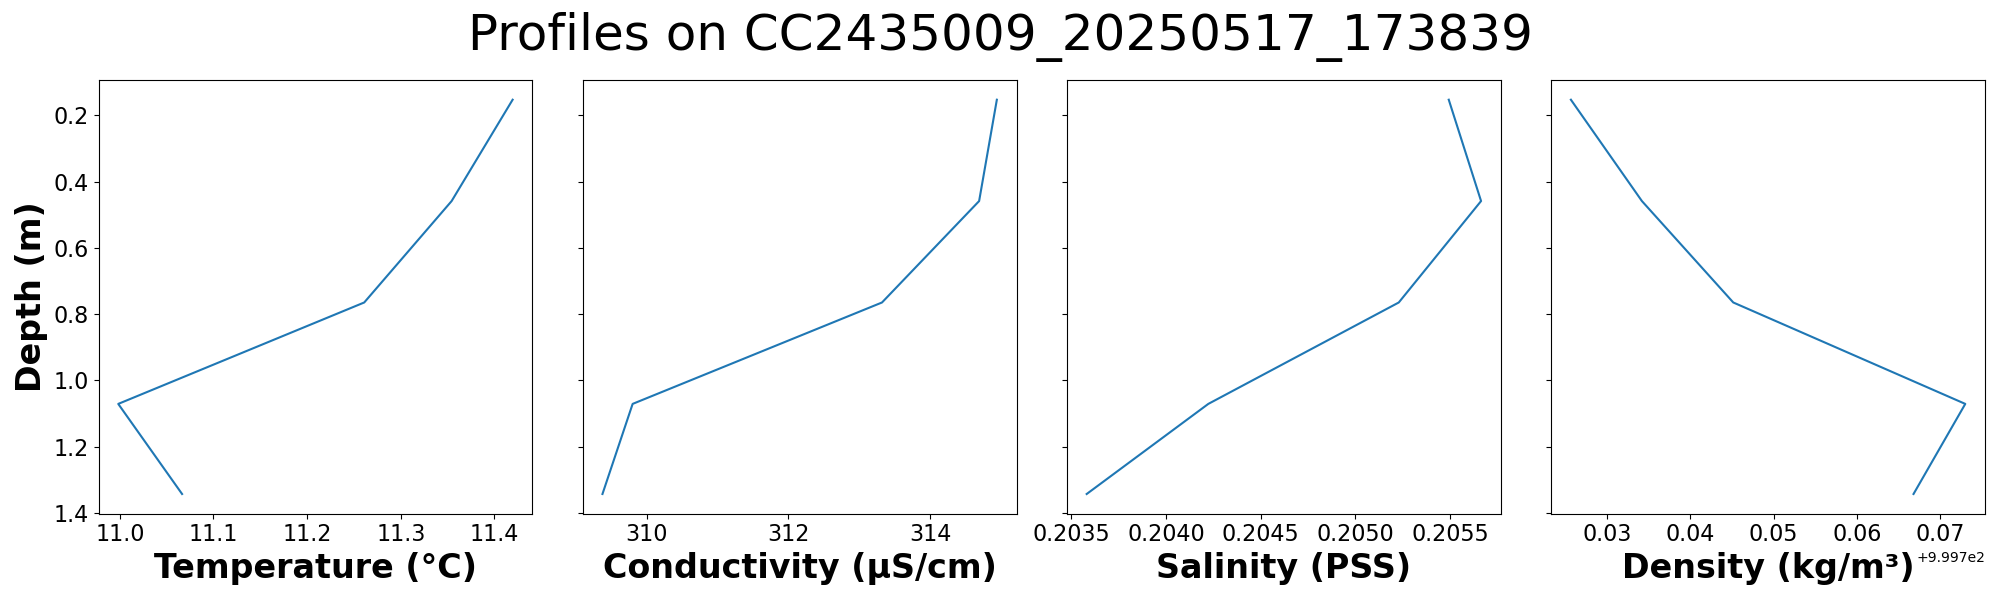 Profiles on CC2435009_20250517_173839
Depth (m)
0.2
0.4
0.6
0.8
1.0
1.2
1.4
11.0 11.1 11.2 11.3 11.4
Temperature (°C)
310 312 314
Conductivity (µS/cm)
0.2035 0.2040 0.2045 0.2050 0.2055
Salinity (PSS)
0.03 0.04 0.05 0.06 0.07
+9.997e2
Density (kg/m³)